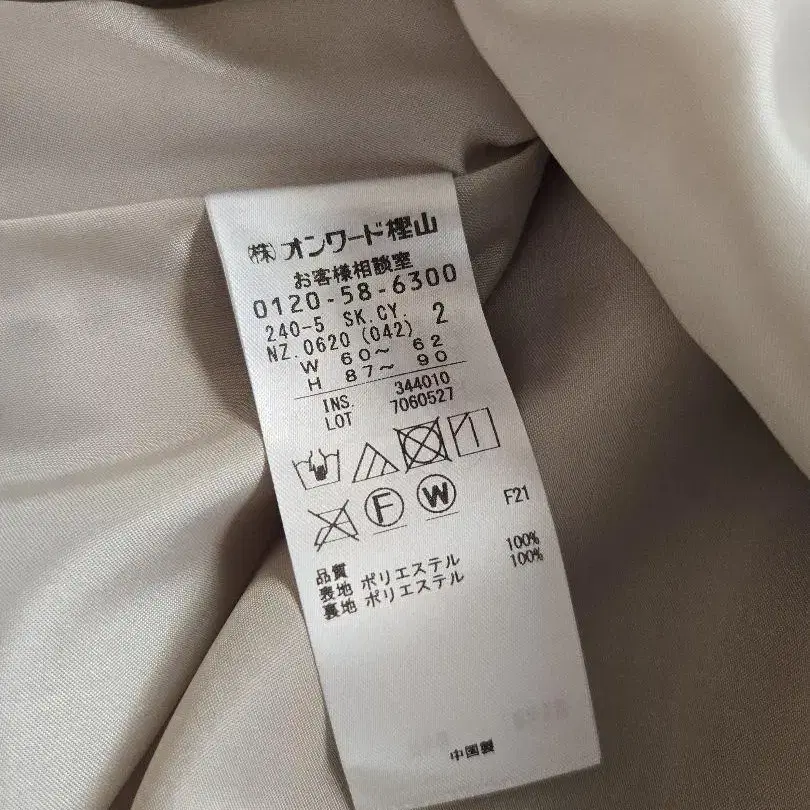 ㈱オンワード樫山
お客様相談室
0120-58-6300
240-5 SK.CY. 2
NZ.0620 (042)
W 60～ 62
H 87～ 90
INS. 344010
LOT 7060527
F W F21
品質
表地 ポリエステル 100%
裏地 ポリエステル 100%
中国製